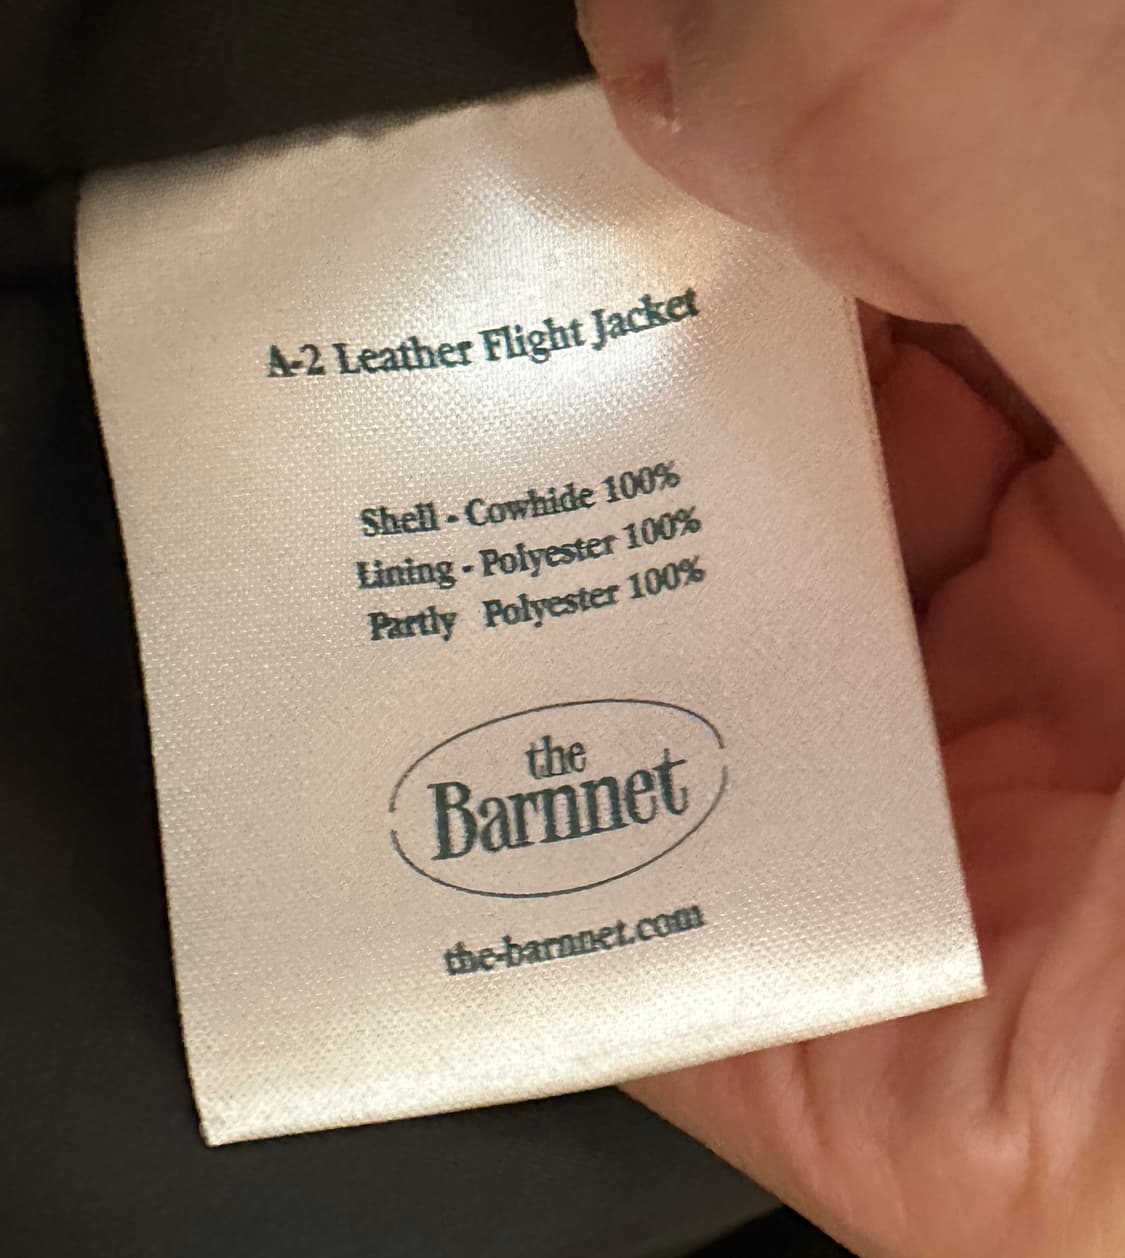 A-2 Leather Flight Jacket
Shell - Cowhide 100%
Lining - Polyester 100%
Partly Polyester 100%
the
Barnnet
the-barnnet.com